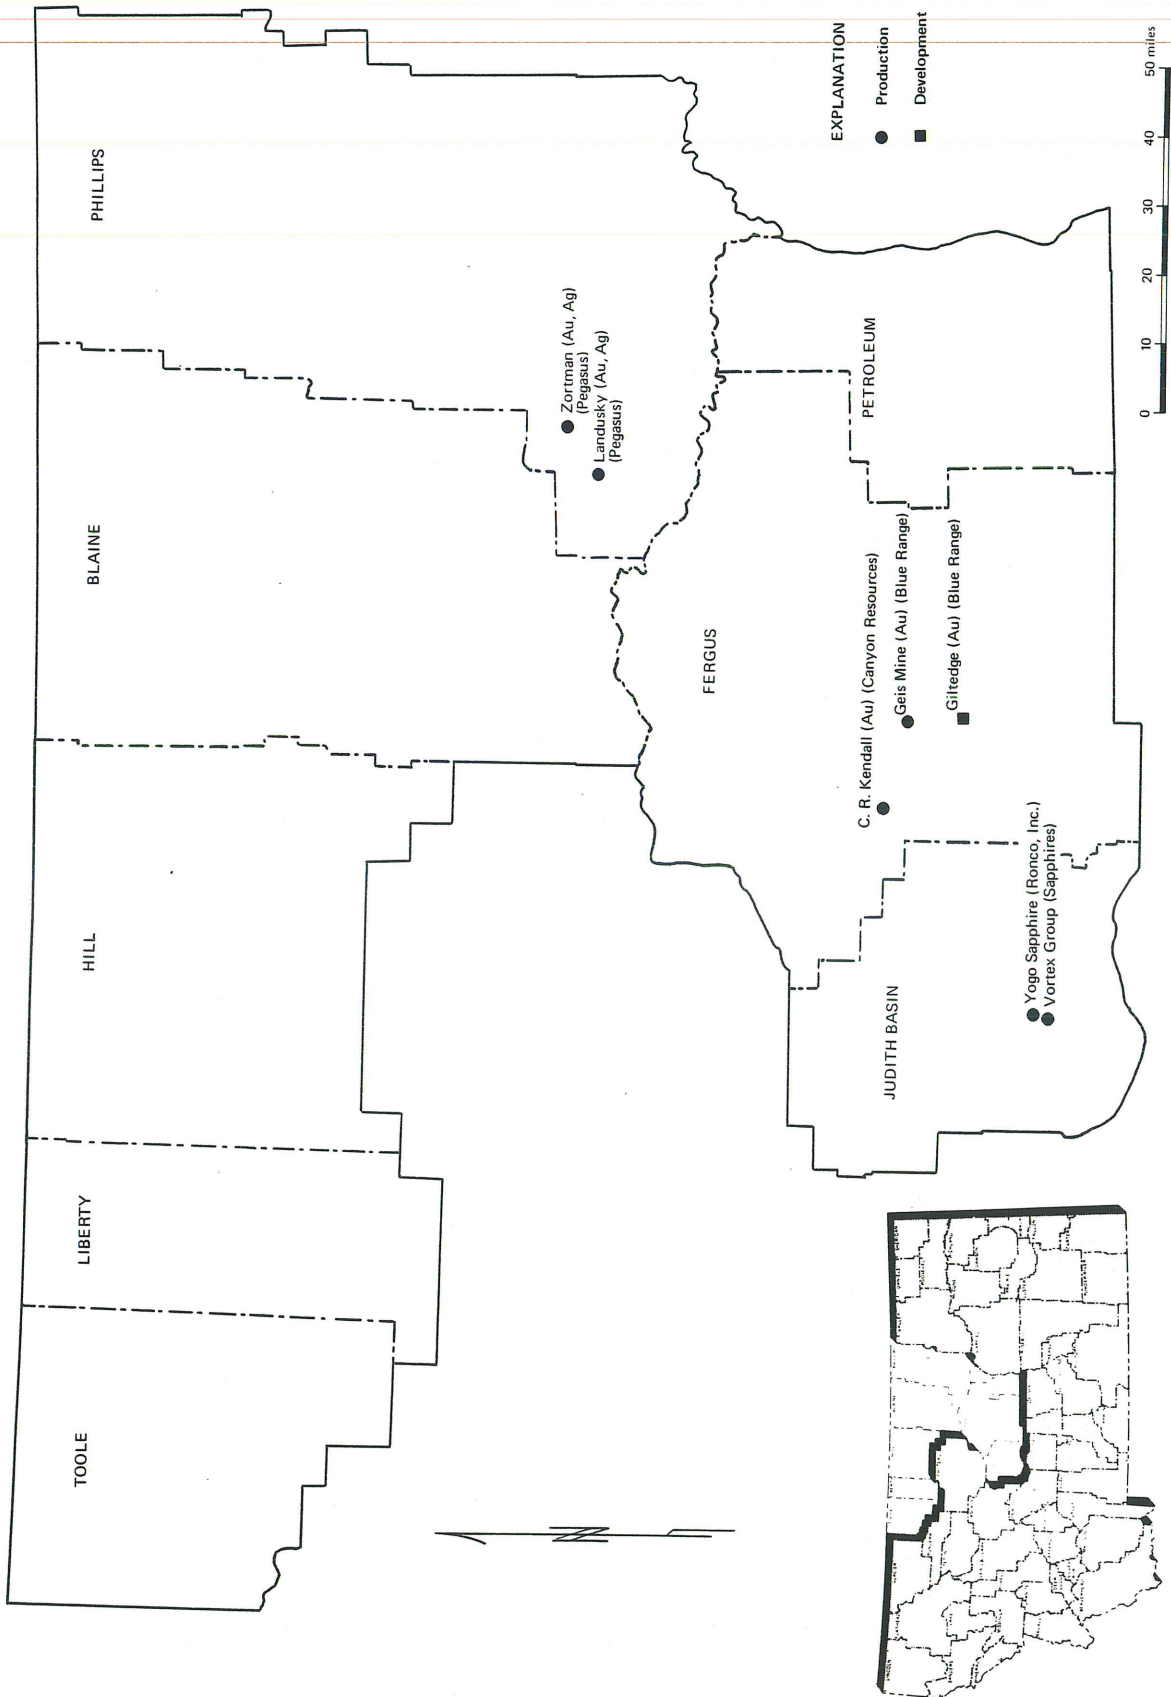 TOOLE
LIBERTY
HILL
BLAINE
PHILLIPS
Zortman (Au, Ag)
(Pegasus)
Landusky (Au, Ag)
(Pegasus)
FERGUS
PETROLEUM
JUDITH BASIN
C. R. Kendall (Au) (Canyon Resources)
Geis Mine (Au) (Blue Range)
Giltedge (Au) (Blue Range)
Yogo Sapphire (Ronco, Inc.)
Vortex Group (Sapphires)
EXPLANATION
Production
Development
0 10 20 30 40 50 miles
N